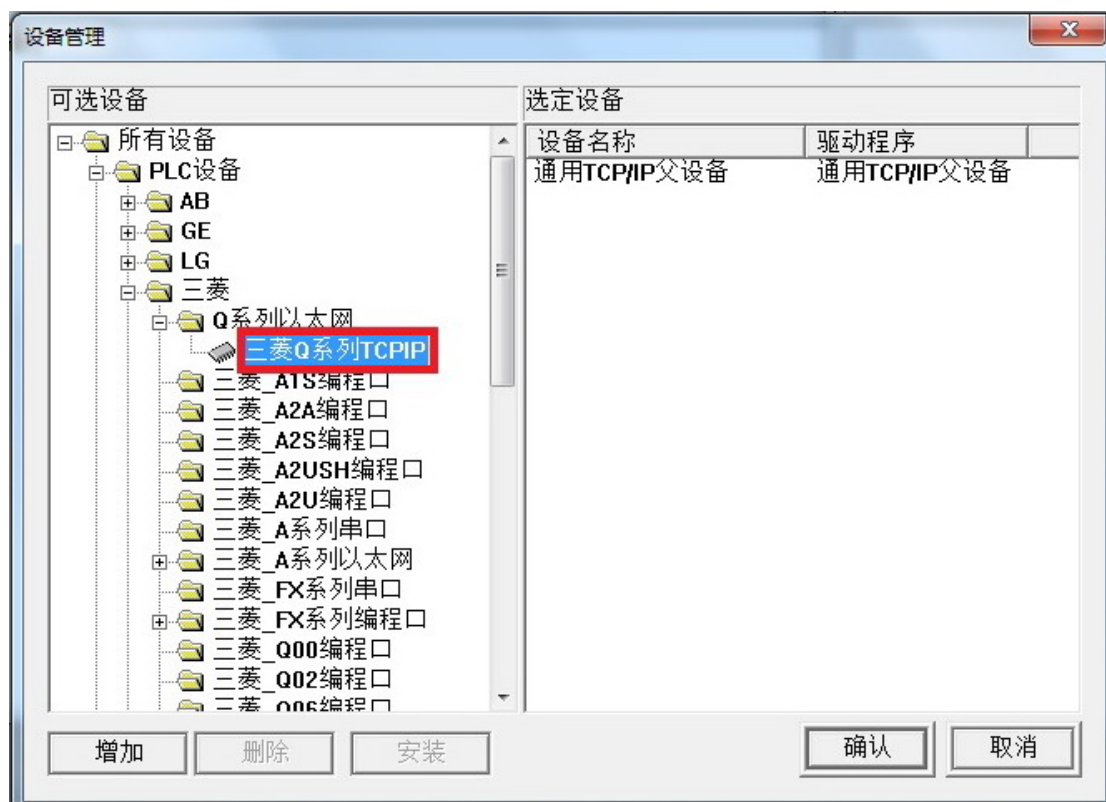 设备管理
可选设备
选定设备
所有设备
PLC设备
AB
GE
LG
三菱
Q系列以太网
三菱Q系列TCPIP
三菱_A1S编程口
三菱_A2A编程口
三菱_A2S编程口
三菱_A2USH编程口
三菱_A2U编程口
三菱_A系列串口
三菱_A系列以太网
三菱_FX系列串口
三菱_FX系列编程口
三菱_Q00编程口
三菱_Q02编程口
三菱_Q06编程口
设备名称 驱动程序
通用TCP/IP父设备 通用TCP/IP父设备
增加 删除 安装 确认 取消